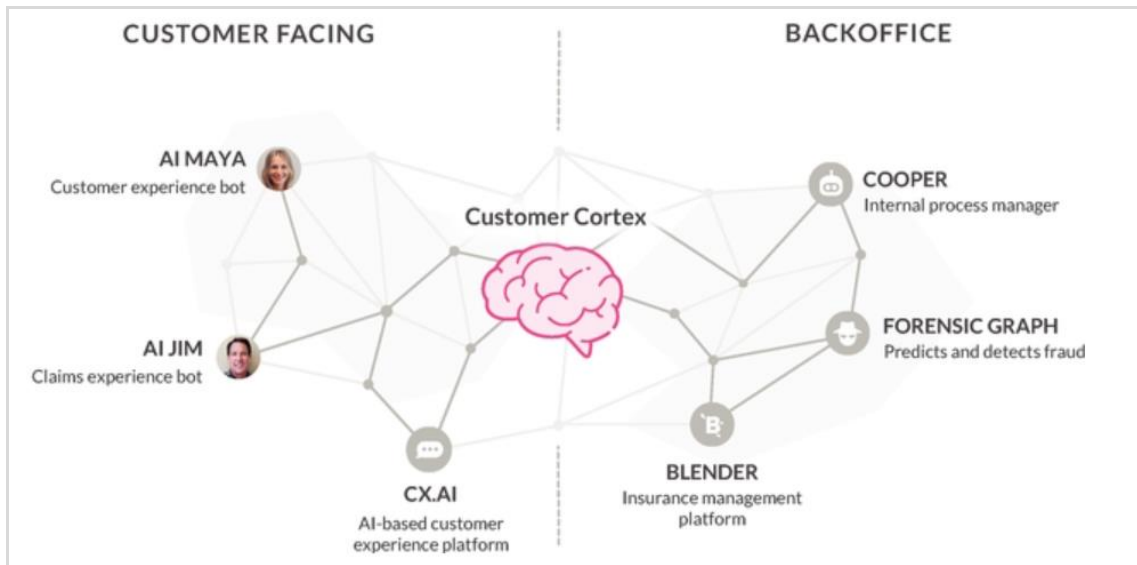 CUSTOMER FACING
BACKOFFICE
AI MAYA
Customer experience bot
Customer Cortex
COOPER
Internal process manager
AI JIM
Claims experience bot
FORENSIC GRAPH
Predicts and detects fraud
CX.AI
AI-based customer
experience platform
B
BLENDER
Insurance management
platform